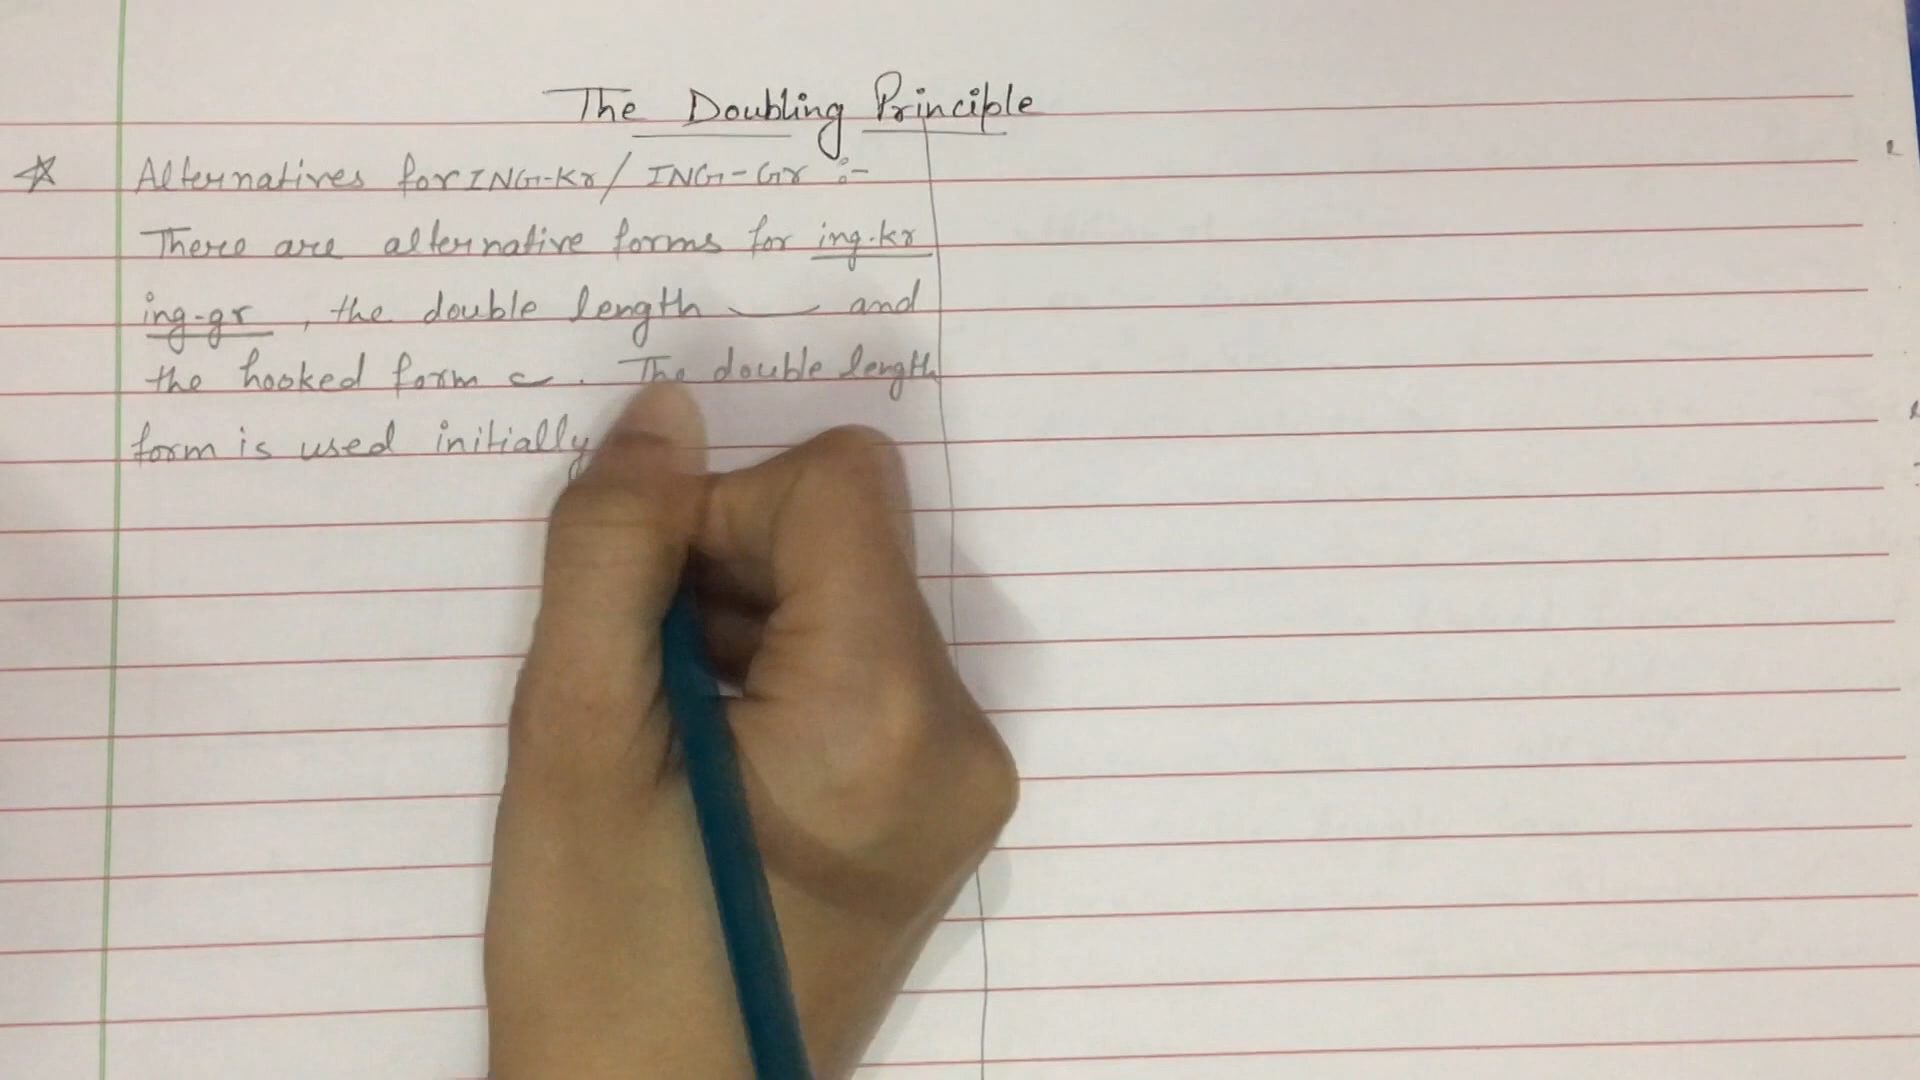 The Doubling Principle
☆ Alternatives for ING-Kr / ING-Gr :-
There are alternative forms for ing-kr
ing-gr, the double length and
the hooked form . The double length
form is used initially